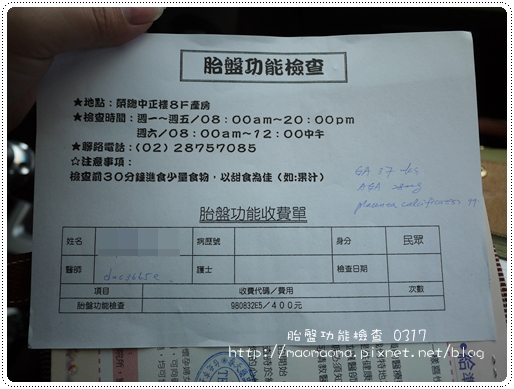 胎盤功能檢查
★地點：榮總中正樓8F產房
★檢查時間：週一～週五/08：00am～20：00pm
週六/08：00am～12：00中午
★聯絡電話：(02) 28757085
☆注意事項：
檢查前30分鐘進食少量食物，以甜食為佳（如:果汁）
GA 37
胎盤功能收費單
姓名 病歷號 身分 民眾
醫師 護士 檢查日期
項目 收費代碼／費用 次數
胎盤功能檢查 980832E5／400元
胎盤功能檢查 0317
http://naonaona.pixnet.net/blog